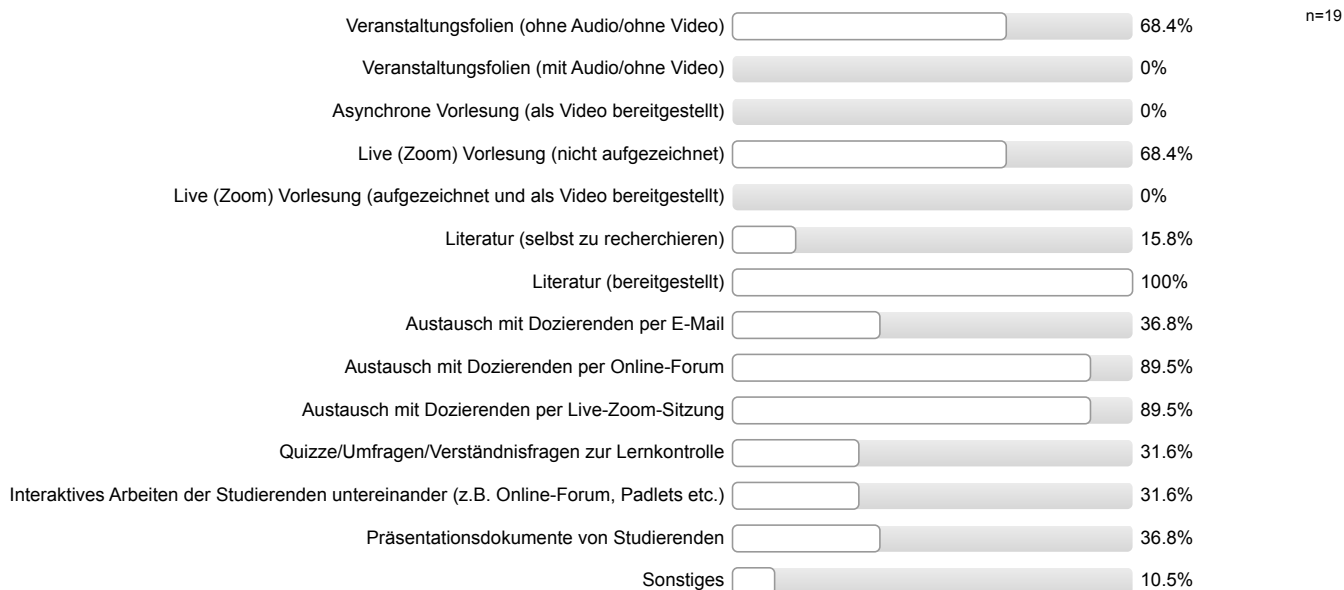 Veranstaltungsfolien (ohne Audio/ohne Video) 68.4% n=19
Veranstaltungsfolien (mit Audio/ohne Video) 0%
Asynchrone Vorlesung (als Video bereitgestellt) 0%
Live (Zoom) Vorlesung (nicht aufgezeichnet) 68.4%
Live (Zoom) Vorlesung (aufgezeichnet und als Video bereitgestellt) 0%
Literatur (selbst zu recherchieren) 15.8%
Literatur (bereitgestellt) 100%
Austausch mit Dozierenden per E-Mail 36.8%
Austausch mit Dozierenden per Online-Forum 89.5%
Austausch mit Dozierenden per Live-Zoom-Sitzung 89.5%
Quizze/Umfragen/Verständnisfragen zur Lernkontrolle 31.6%
Interaktives Arbeiten der Studierenden untereinander (z.B. Online-Forum, Padlets etc.) 31.6%
Präsentationsdokumente von Studierenden 36.8%
Sonstiges 10.5%